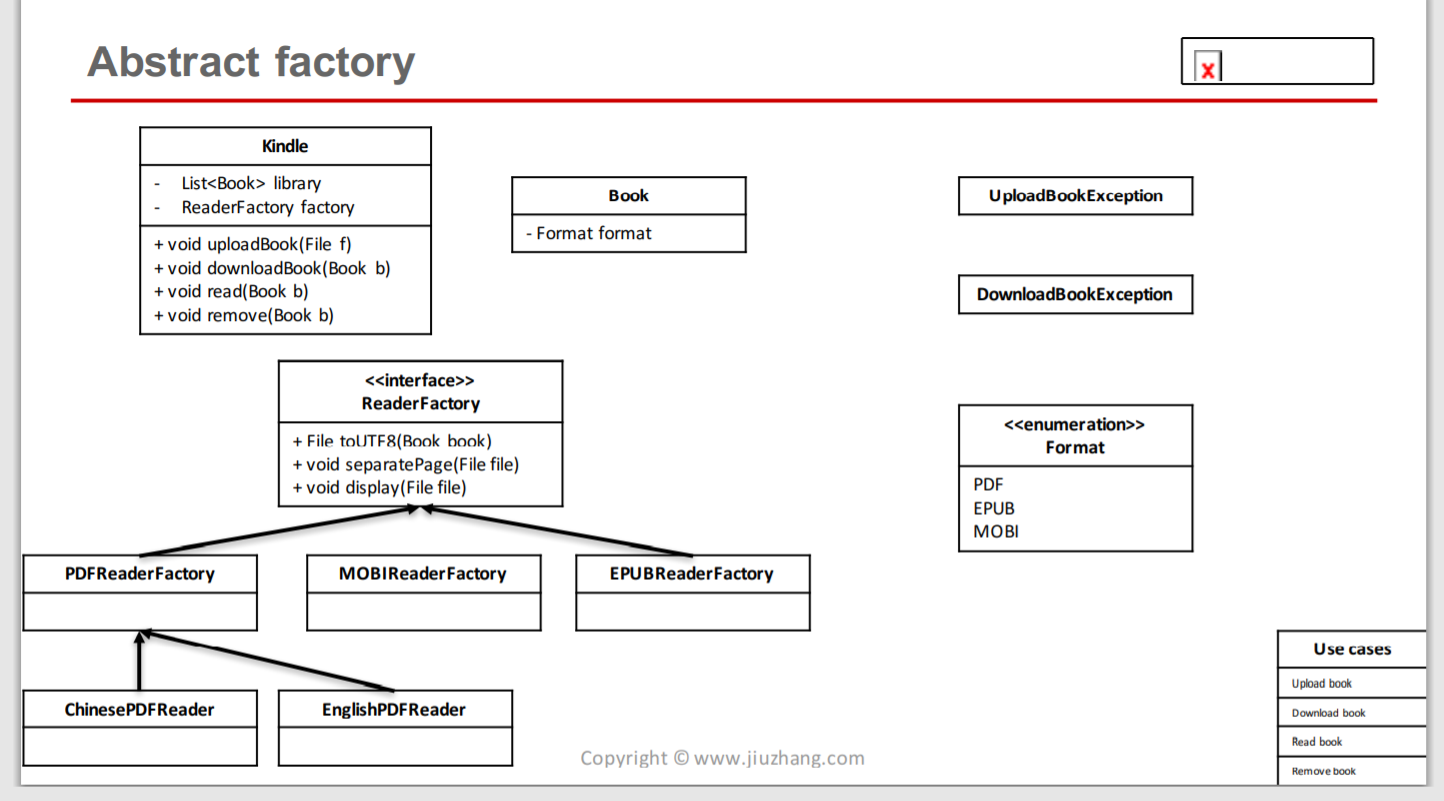 Abstract factory
x
Kindle
- List<Book> library
- ReaderFactory factory
+ void uploadBook(File f)
+ void downloadBook(Book b)
+ void read(Book b)
+ void remove(Book b)
Book
- Format format
UploadBookException
DownloadBookException
<<interface>>
ReaderFactory
+ File toUTF8(Book book)
+ void separatePage(File file)
+ void display(File file)
<<enumeration>>
Format
PDF
EPUB
MOBI
PDFReaderFactory
MOBIReaderFactory
EPUBReaderFactory
ChinesePDFReader
EnglishPDFReader
Use cases
Upload book
Download book
Read book
Remove book
Copyright © www.jiuzhang.com